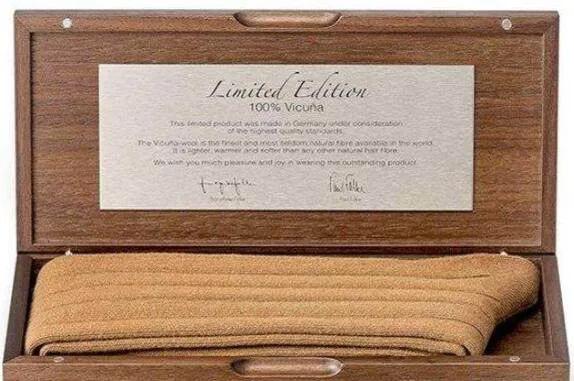 Limited Edition
100% Vicuña
This limited product was made in Germany under consideration
of the highest quality standards.
The Vicuña-wool is the finest and most seldom natural fibre available in the world.
It is lighter, warmer and softer than any other natural hair fibre.
We wish you much pleasure and joy in wearing this outstanding product.